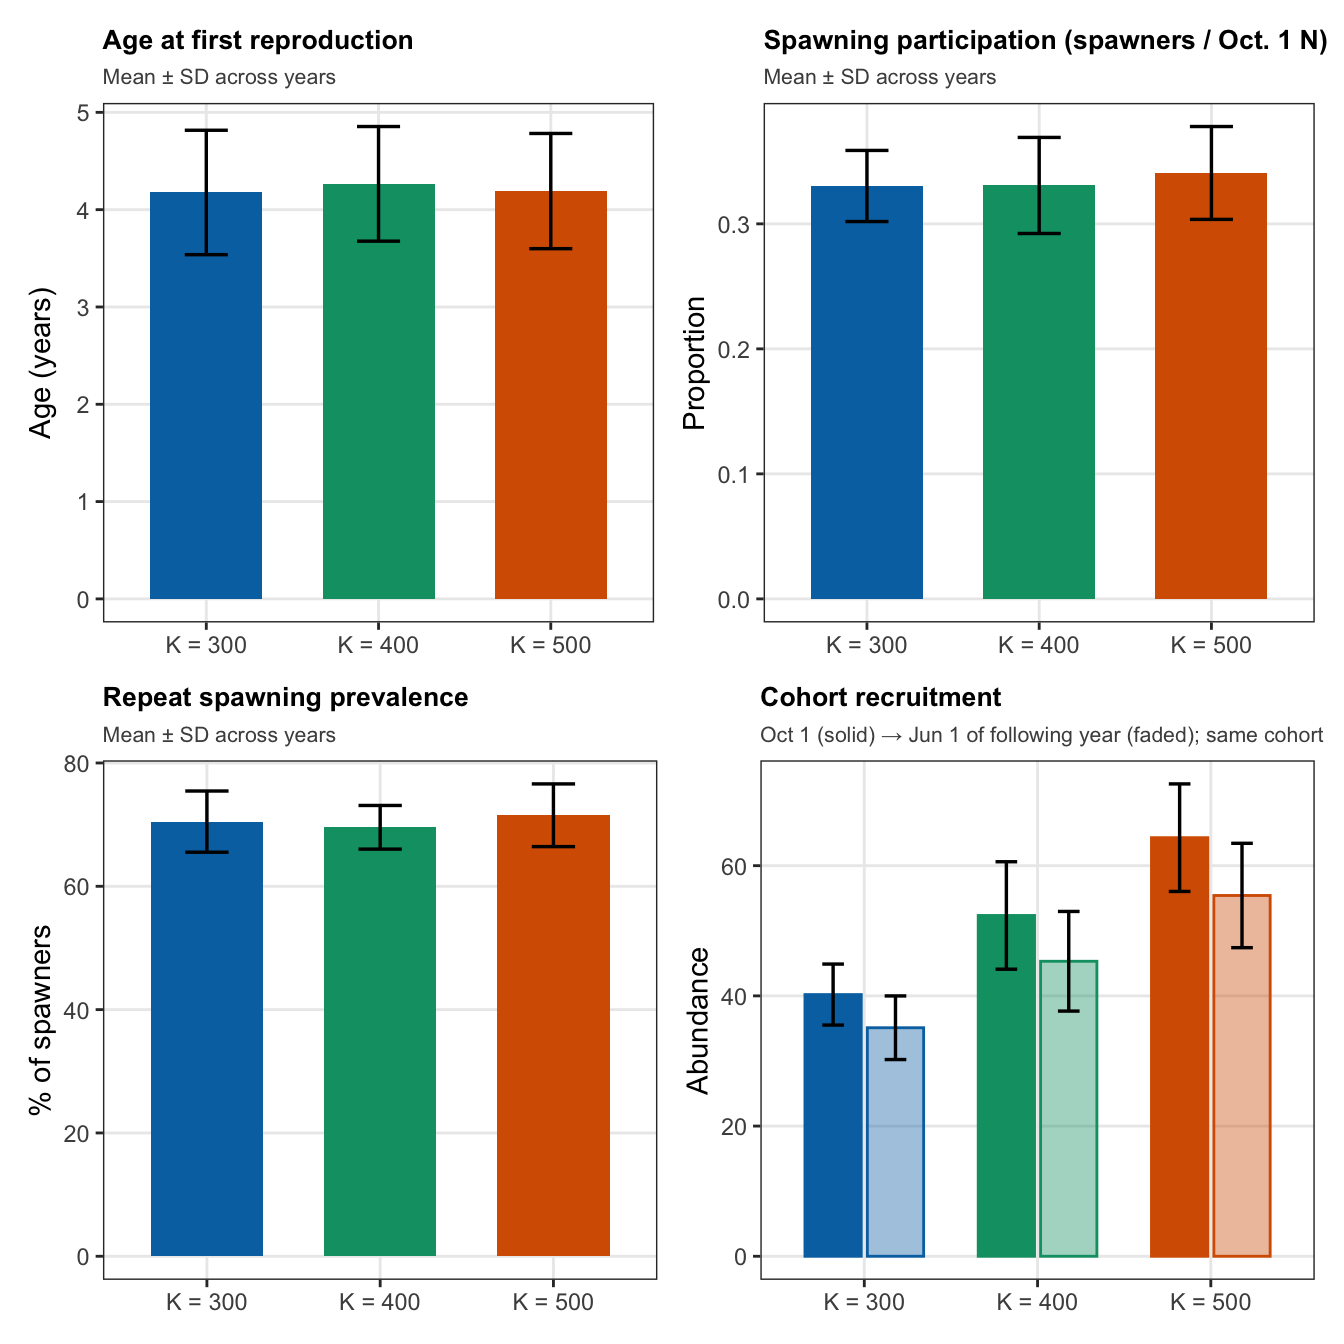 Age at first reproduction
Mean ± SD across years
5
4
3
2
1
0
Age (years)
K = 300
K = 400
K = 500
Spawning participation (spawners / Oct. 1 N)
Mean ± SD across years
0.3
0.2
0.1
0.0
Proportion
K = 300
K = 400
K = 500
Repeat spawning prevalence
Mean ± SD across years
80
60
40
20
0
% of spawners
K = 300
K = 400
K = 500
Cohort recruitment
Oct 1 (solid) → Jun 1 of following year (faded); same cohort
60
40
20
0
Abundance
K = 300
K = 400
K = 500